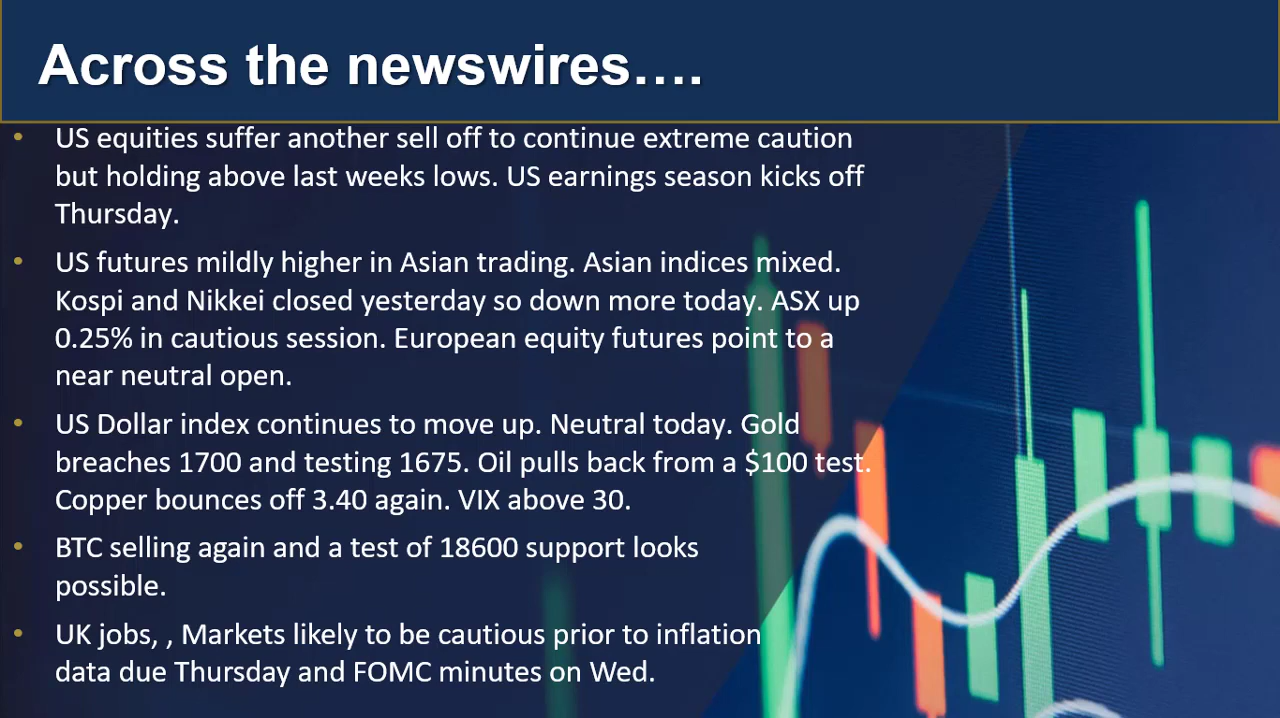 Across the newswires….
• US equities suffer another sell off to continue extreme caution
but holding above last weeks lows. US earnings season kicks off
Thursday.
• US futures mildly higher in Asian trading. Asian indices mixed.
Kospi and Nikkei closed yesterday so down more today. ASX up
0.25% in cautious session. European equity futures point to a
near neutral open.
• US Dollar index continues to move up. Neutral today. Gold
breaches 1700 and testing 1675. Oil pulls back from a $100 test.
Copper bounces off 3.40 again. VIX above 30.
• BTC selling again and a test of 18600 support looks
possible.
• UK jobs, , Markets likely to be cautious prior to inflation
data due Thursday and FOMC minutes on Wed.